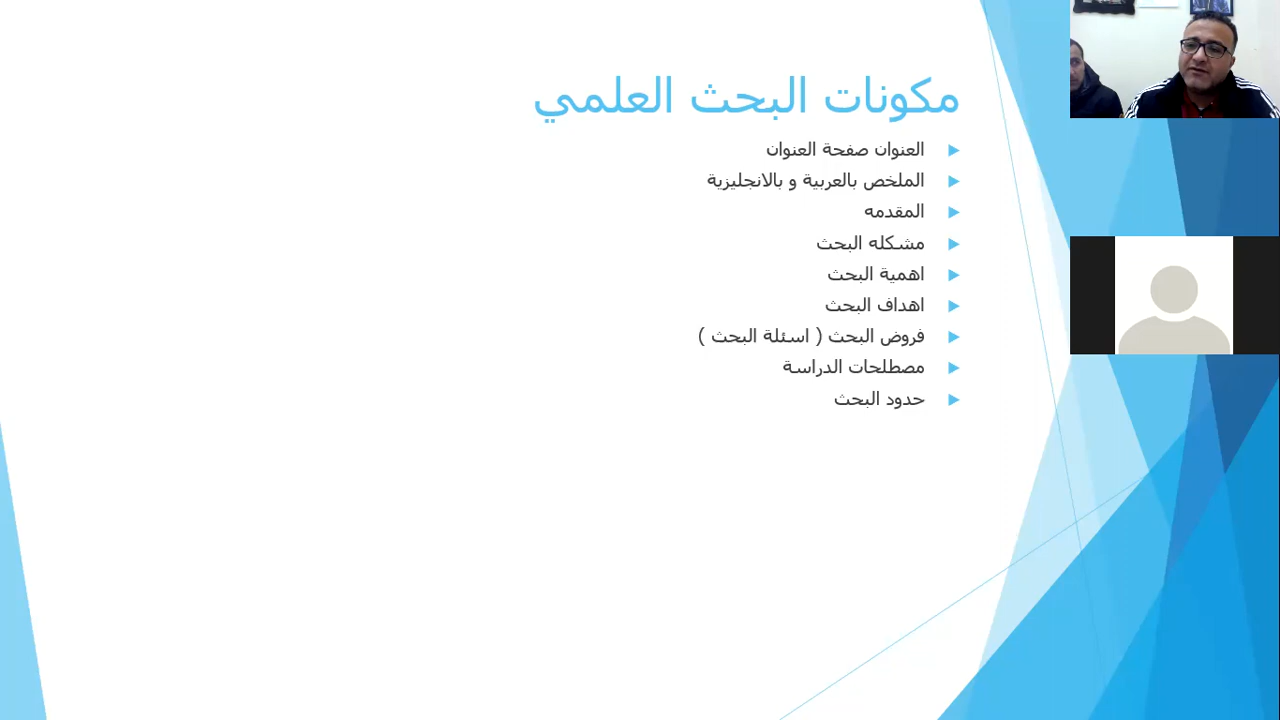 مكونات البحث العلمي
العنوان صفحة العنوان
الملخص بالعربية و بالانجليزية
المقدمه
مشكله البحث
اهمية البحث
اهداف البحث
فروض البحث ( اسئلة البحث )
مصطلحات الدراسة
حدود البحث